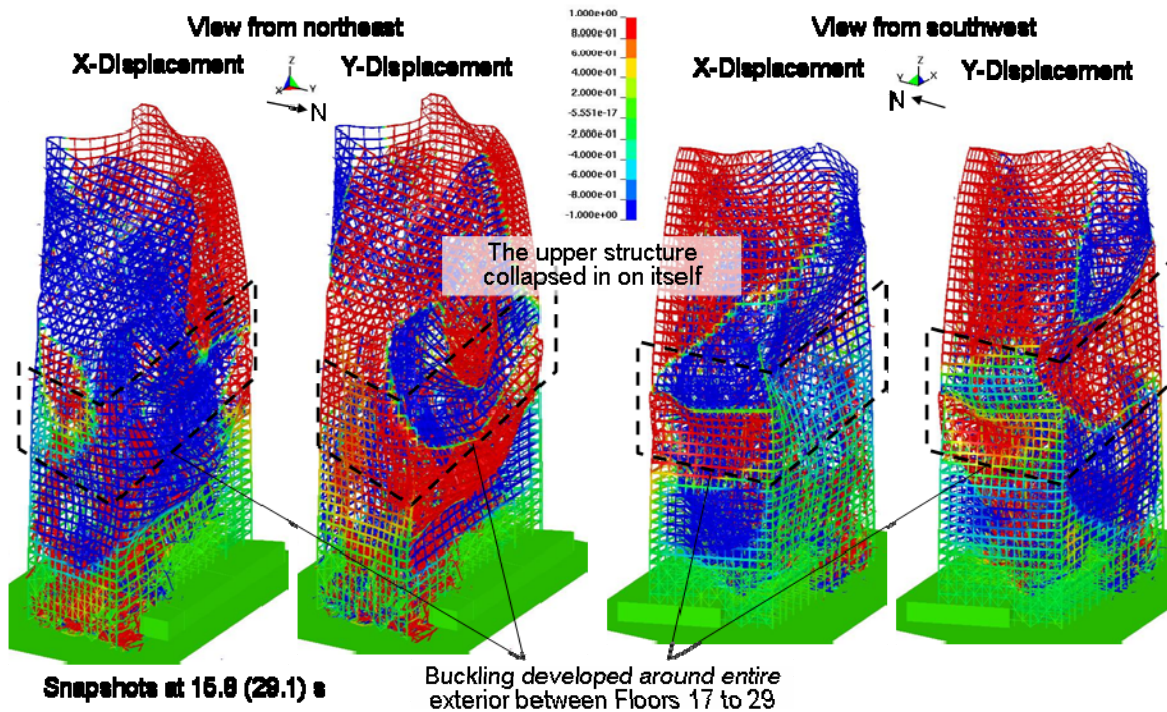 View from northeast
X-Displacement
Y-Displacement
Z
X
Y
N
1.000e+00
8.000e-01
6.000e-01
4.000e-01
2.000e-01
-5.551e-17
-2.000e-01
-4.000e-01
-6.000e-01
-8.000e-01
-1.000e+00
View from southwest
X-Displacement
Y-Displacement
Z
Y
X
N
The upper structure
collapsed in on itself
Snapshots at 15.8 (29.1) s
Buckling developed around entire
exterior between Floors 17 to 29